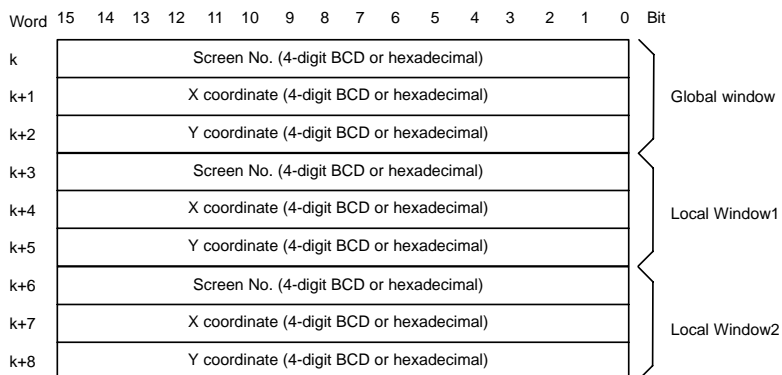 Word 15 14 13 12 11 10 9 8 7 6 5 4 3 2 1 0 Bit
k Screen No. (4-digit BCD or hexadecimal)
k+1 X coordinate (4-digit BCD or hexadecimal) Global window
k+2 Y coordinate (4-digit BCD or hexadecimal)
k+3 Screen No. (4-digit BCD or hexadecimal)
k+4 X coordinate (4-digit BCD or hexadecimal) Local Window1
k+5 Y coordinate (4-digit BCD or hexadecimal)
k+6 Screen No. (4-digit BCD or hexadecimal)
k+7 X coordinate (4-digit BCD or hexadecimal) Local Window2
k+8 Y coordinate (4-digit BCD or hexadecimal)